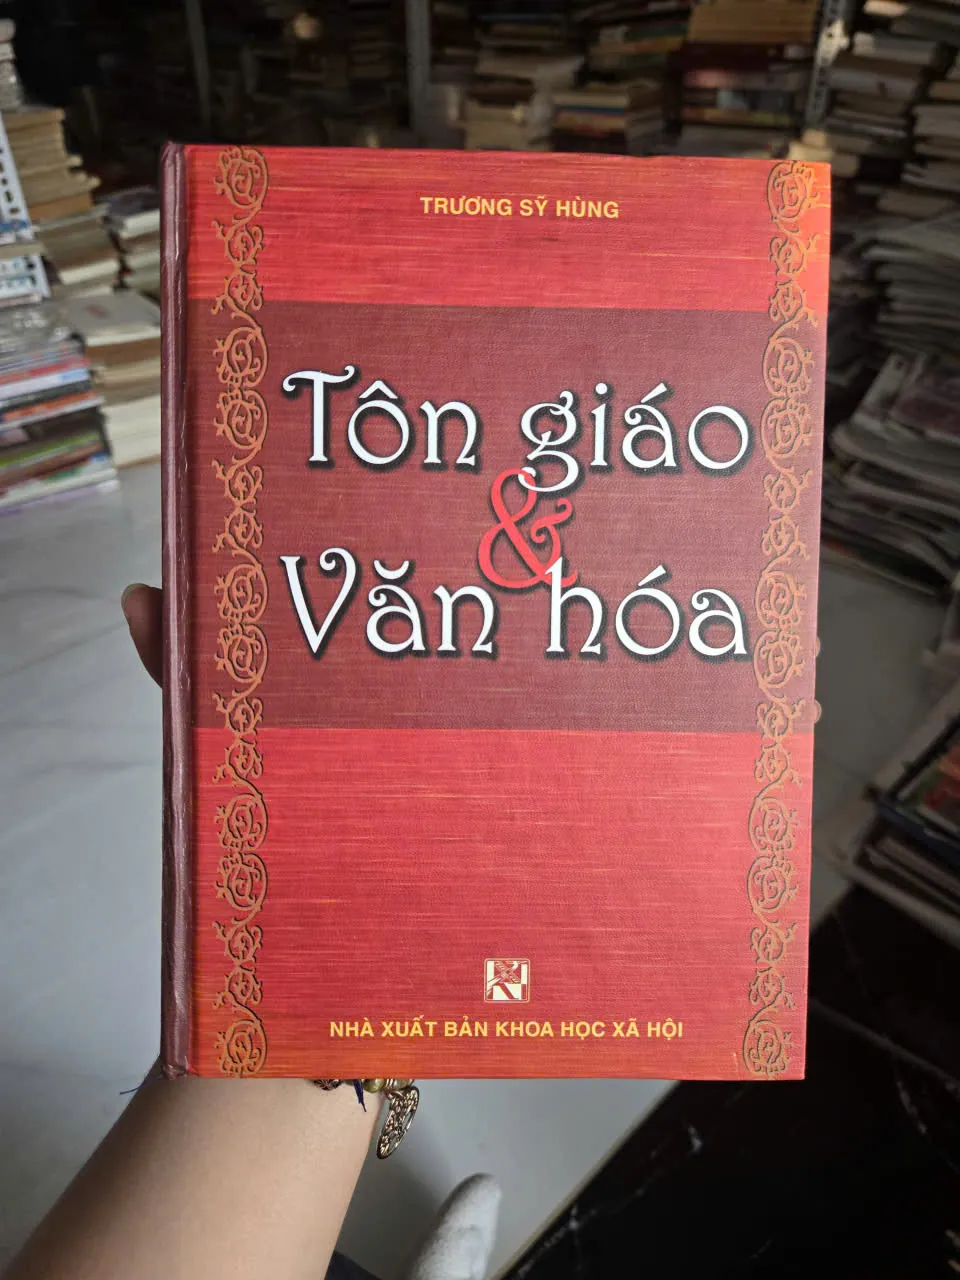 TRƯƠNG SỸ HÙNG
Tôn giáo
&
Văn hóa
NHÀ XUẤT BẢN KHOA HỌC XÃ HỘI